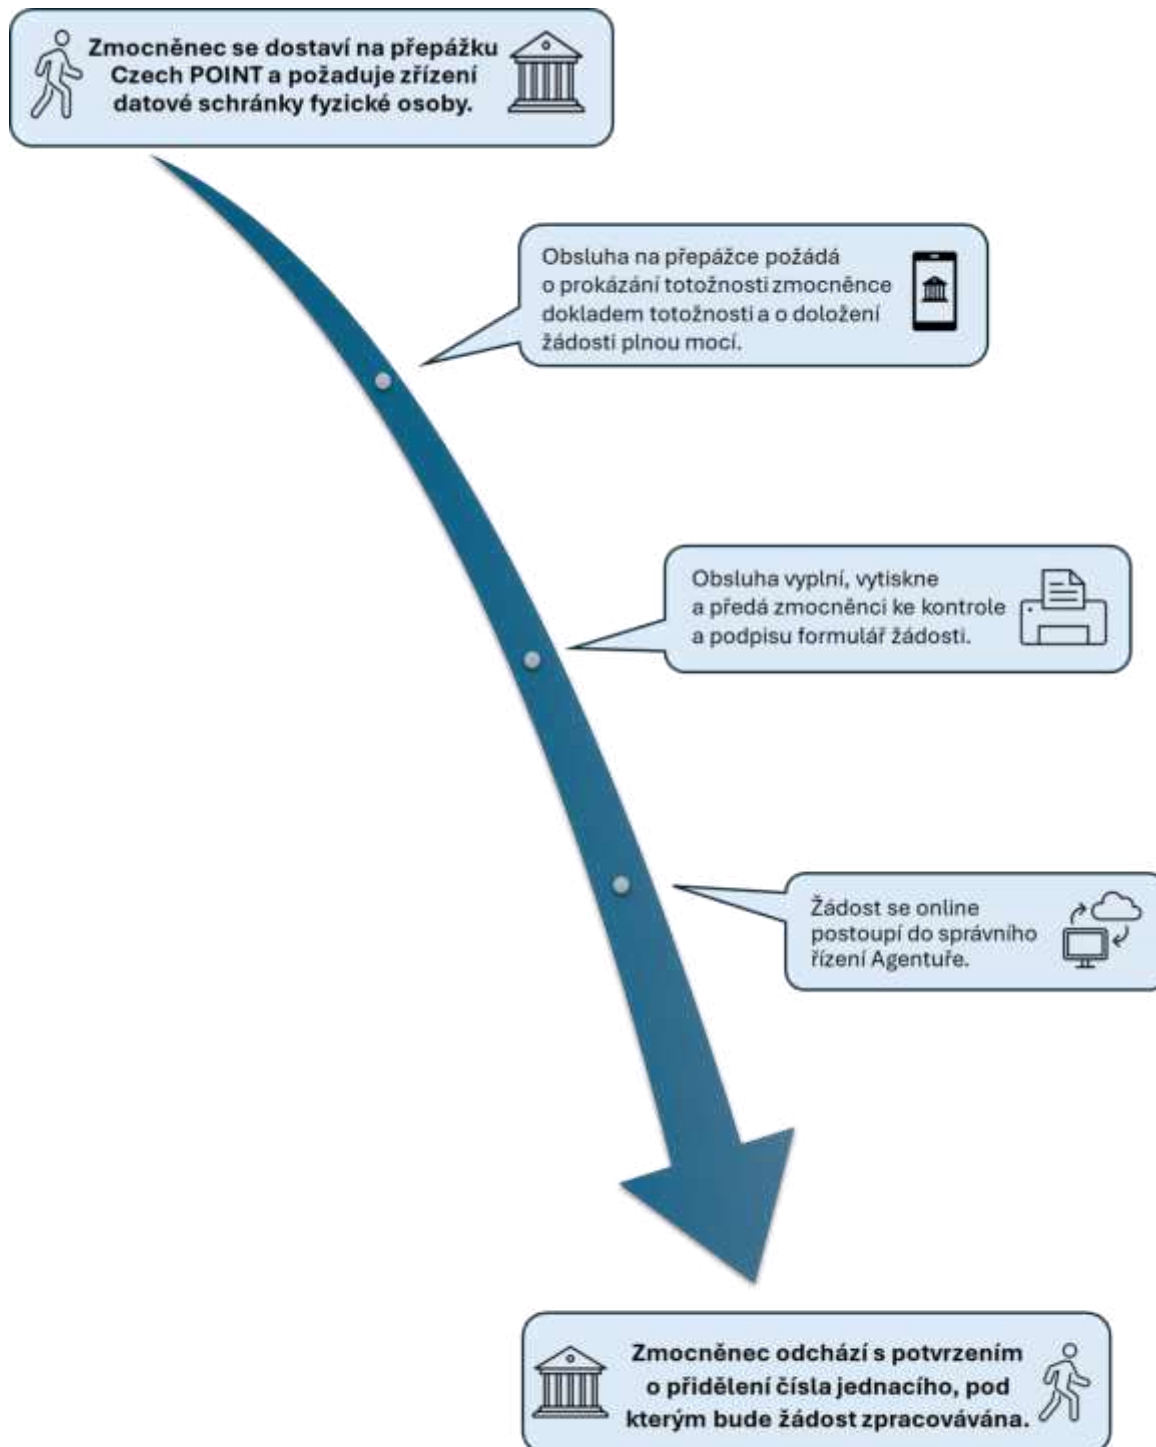 Zmocněnec se dostaví na přepážku
Czech POINT a požaduje zřízení
datové schránky fyzické osoby.
Obsluha na přepážce požádá
o prokázání totožnosti zmocněnce
dokladem totožnosti a o doložení
žádosti plnou mocí.
Obsluha vyplní, vytiskne
a předá zmocněnci ke kontrole
a podpisu formulář žádosti.
Žádost se online
postoupí do správního
řízení Agentuře.
Zmocněnec odchází s potvrzením
o přidělení čísla jednacího, pod
kterým bude žádost zpracovávána.